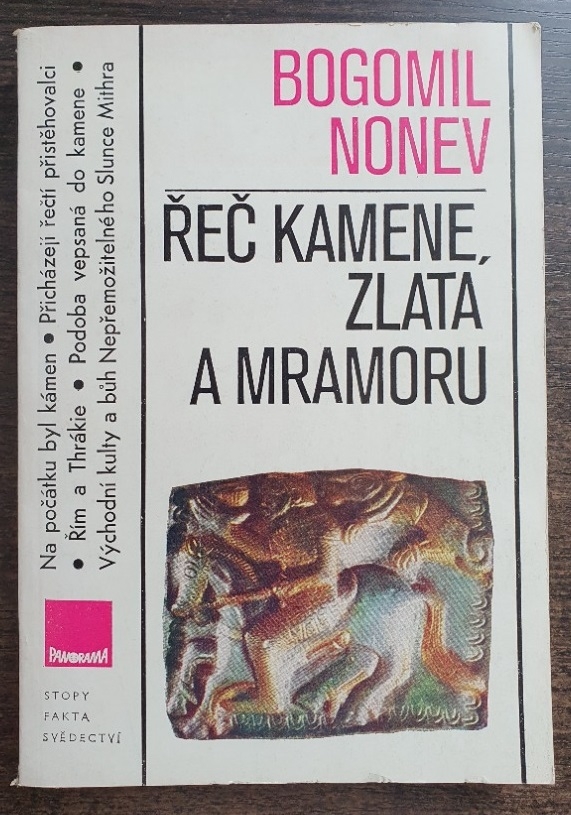 BOGOMIL
NONEV
ŘEČ KAMENE,
ZLATA
A MRAMORU
Na počátku byl kámen • Přicházejí řečtí přistěhovalci
• Řím a Thrákie • Podoba vepsaná do kamene •
Východní kulty a bůh Nepřemožitelného Slunce Mithra
PANORAMA
STOPY
FAKTA
SVĚDECTVÍ